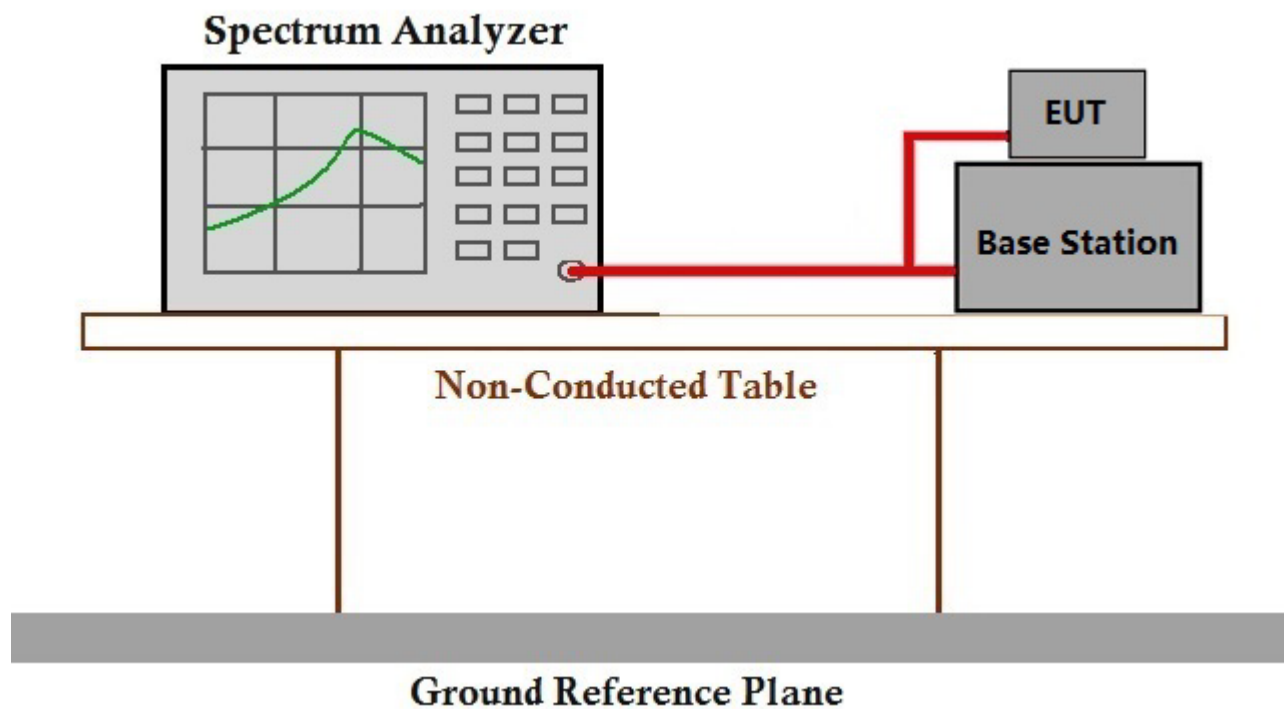 Spectrum Analyzer
EUT
Base Station
Non-Conducted Table
Ground Reference Plane